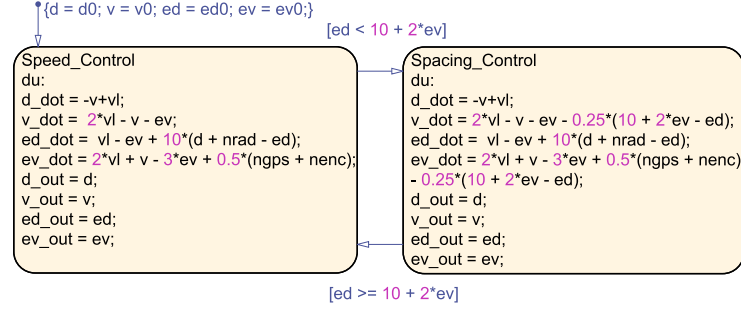 {d = d0; v = v0; ed = ed0; ev = ev0;}
[ed < 10 + 2*ev]
Speed_Control
du:
d_dot = -v+vl;
v_dot = 2*vl - v - ev;
ed_dot = vl - ev + 10*(d + nrad - ed);
ev_dot = 2*vl + v - 3*ev + 0.5*(ngps + nenc);
d_out = d;
v_out = v;
ed_out = ed;
ev_out = ev;
Spacing_Control
du:
d_dot = -v+vl;
v_dot = 2*vl - v - ev - 0.25*(10 + 2*ev - ed);
ed_dot = vl - ev + 10*(d + nrad - ed);
ev_dot = 2*vl + v - 3*ev + 0.5*(ngps + nenc)
- 0.25*(10 + 2*ev - ed);
d_out = d;
v_out = v;
ed_out = ed;
ev_out = ev;
[ed >= 10 + 2*ev]